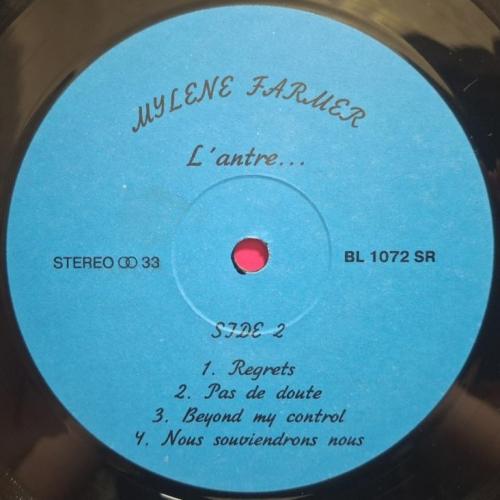 MYLENE FARMER
L'antre...
STEREO 33
BL 1072 SR
SIDE 2
1. Regrets
2. Pas de doute
3. Beyond my control
4. Nous souviendrons nous